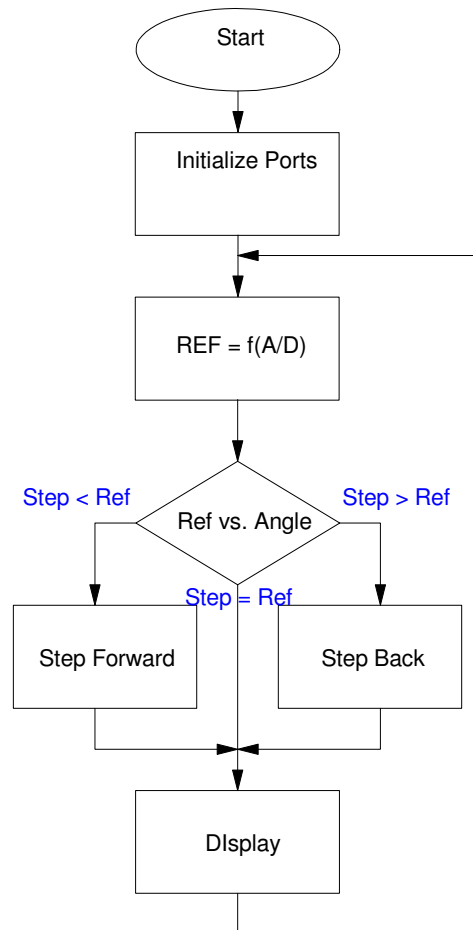 Start
Initialize Ports
REF = f(A/D)
Step < Ref
Step > Ref
Ref vs. Angle
Step = Ref
Step Forward
Step Back
DIsplay